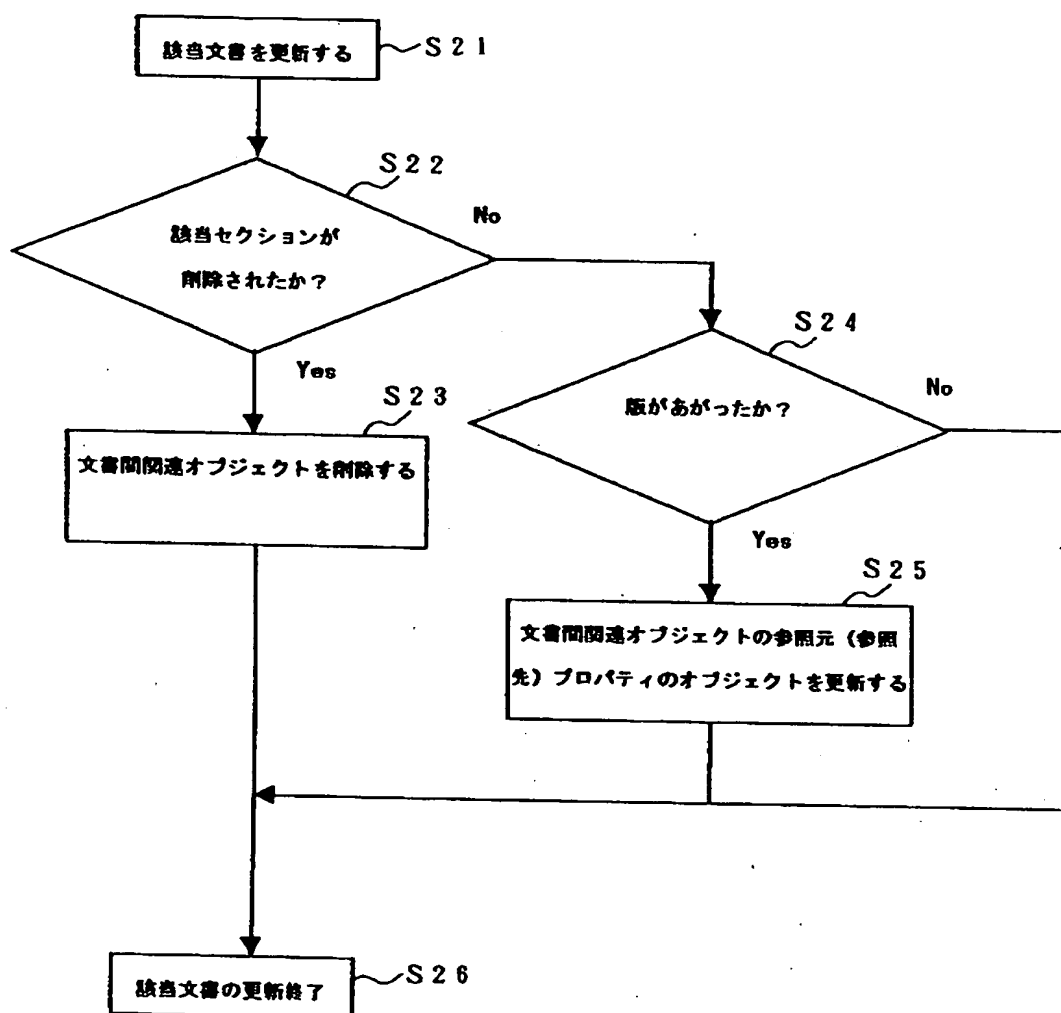 該当文書を更新する
S21
S22
No
該当セクションが
削除されたか？
Yes
S24
No
版があがったか？
S23
文書間関連オブジェクトを削除する
Yes
S25
文書間関連オブジェクトの参照元（参照
先）プロパティのオブジェクトを更新する
該当文書の更新終了
S26